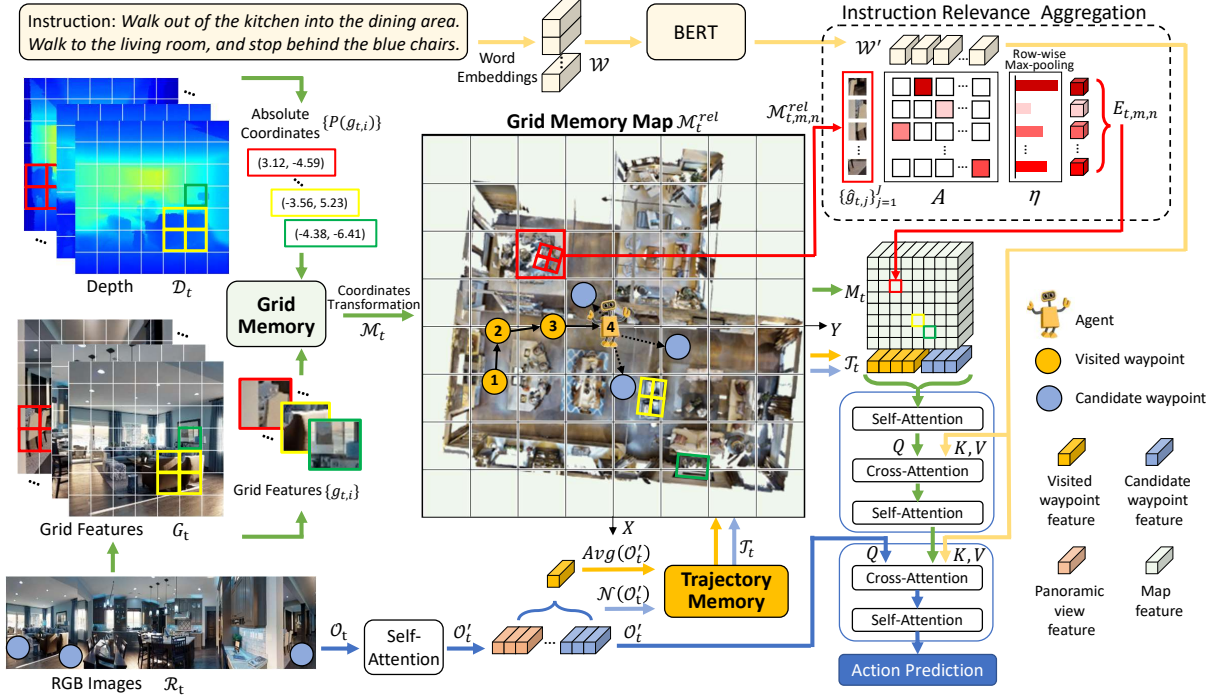 Instruction: Walk out of the kitchen into the dining area.
Walk to the living room, and stop behind the blue chairs.
Word
Embeddings
𝒲
BERT
Instruction Relevance Aggregation
𝒲′
Row-wise
Max-pooling
ℳ^{rel}_{t,m,n}
E_{t,m,n}
{ĝ_{t,j}}^J_{j=1}
A
η
Absolute
Coordinates
{P(g_{t,i})}
(3.12, -4.59)
(-3.56, 5.23)
(-4.38, -6.41)
Depth 𝒟_t
Grid
Memory
Coordinates
Transformation
ℳ_t
Grid Memory Map ℳ^{rel}_t
1
2
3
4
Y
X
M_t
𝒯_t
Agent
Visited waypoint
Candidate waypoint
Visited
waypoint
feature
Candidate
waypoint
feature
Panoramic
view
feature
Map
feature
Self-Attention
Q
K,V
Cross-Attention
Self-Attention
Q
K,V
Cross-Attention
Self-Attention
Action Prediction
Grid Features {g_{t,i}}
Grid Features G_t
RGB Images ℛ_t
𝒪_t
Self-
Attention
𝒪′_t
Avg(𝒪′_t)
𝒩(𝒪′_t)
𝒪′_t
Trajectory
Memory
𝒯_t